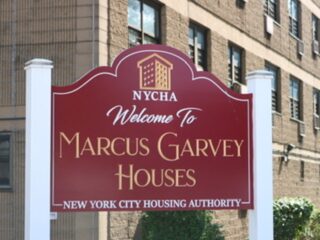 NYCHA
Welcome To
MARCUS GARVEY
HOUSES
NEW YORK CITY HOUSING AUTHORITY